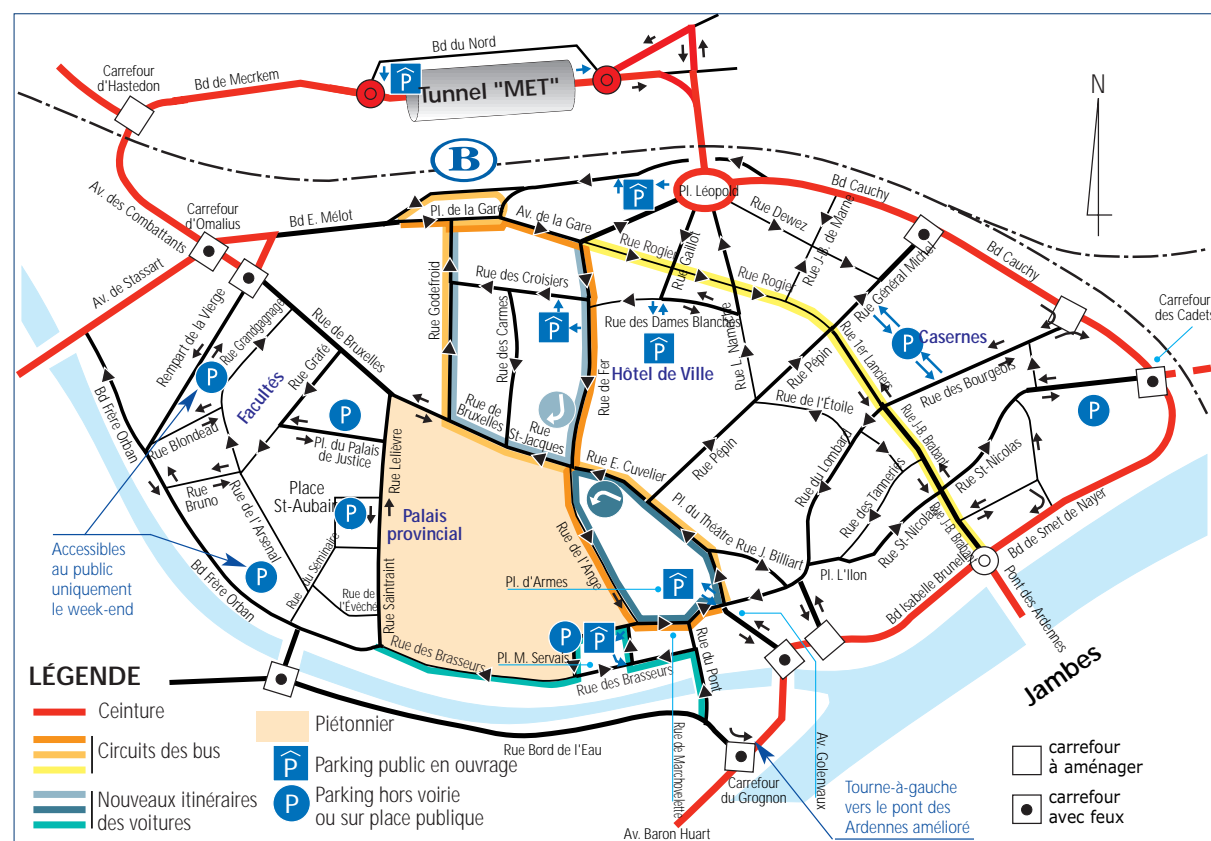 Bd du Nord
Carrefour
d'Hastedon
Bd de Mecrkem
P
Tunnel "MET"
N
B
Av. des Combattants
Carrefour
d'Omalius
Bd E. Mélot
Pl. de la Gare
Av. de la Gare
P
Pl. Léopold
Bd Cauchy
Rue Dewez
Rue J-B. de Marne
Bd Cauchy
Carrefour
des Cadets
Av. de Stassart
Rempart de la Vierge
Rue Grandgagnage
Rue de Bruxelles
Rue Godefroid
Rue des Croisiers
Rue des Carmes
P
Rue de Fer
Rue Rogier
Rue Gaillot
Rue Rogier
Rue des Dames Blanches
P
Hôtel de Ville
Rue Général Michel
Rue 1er Lanciers
P
Casernes
Rue des Bourgeois
P
P
Rue Grafé
Facultés
P
Pl. du Palais
de Justice
Rue Blondeau
Bd Frère Orban
Rue
Bruno
Rue de l'Arsenal
Rue Lelièvre
Place
St-Aubain
P
Palais
provincial
Rue de
Bruxelles
Rue
St-Jacques
Rue E. Cuvelier
Rue Pépin
Rue Pépin
Rue de l'Étoile
Rue du Lombard
Rue des Tanneries
Rue J-B. Brabant
Rue St-Nicolas
Rue St-Nicolas
Rue J-B. Brabant
Bd de Smet de Nayer
Accessibles
au public
uniquement
le week-end
P
Bd Frère Orban
Rue du Séminaire
Rue de
l'Évêché
Rue Saintraint
Rue de l'Ange
Pl. du Théâtre
Rue J. Billiart
Pl. L'Ilon
Pl. d'Armes
P
Bd Isabelle Brunell
Pont des Ardennes
Jambes
Rue des Brasseurs
P
P
Pl. M. Servais
Rue des Brasseurs
Rue du Pont
Rue Bord de l'Eau
Rue de Marchovelette
Av. Golenvaux
Carrefour
du Grognon
Av. Baron Huart
Tourne-à-gauche
vers le pont des
Ardennes amélioré
LÉGENDE
Ceinture
Circuits des bus
Nouveaux itinéraires
des voitures
Piétonnier
P
Parking public en ouvrage
P
Parking hors voirie
ou sur place publique
carrefour
à aménager
carrefour
avec feux